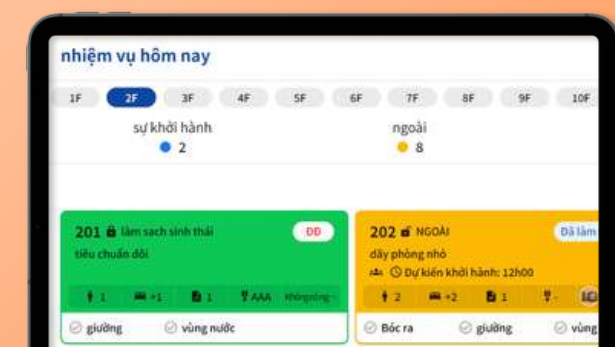 nhiệm vụ hôm nay
1F 2F 3F 4F 5F 6F 7F 8F 9F 10F
sự khởi hành ngoài
2 8
201 làm sach sinh thái DD
tiêu chuẩn đôi
1 +1 1 AAA
giường vùng nước
202 NGOÀI Đã làm
dãy phòng nhỏ
Dự kiến khởi hành: 12h00
2 +2 1 -
Bóc ra giường vùng